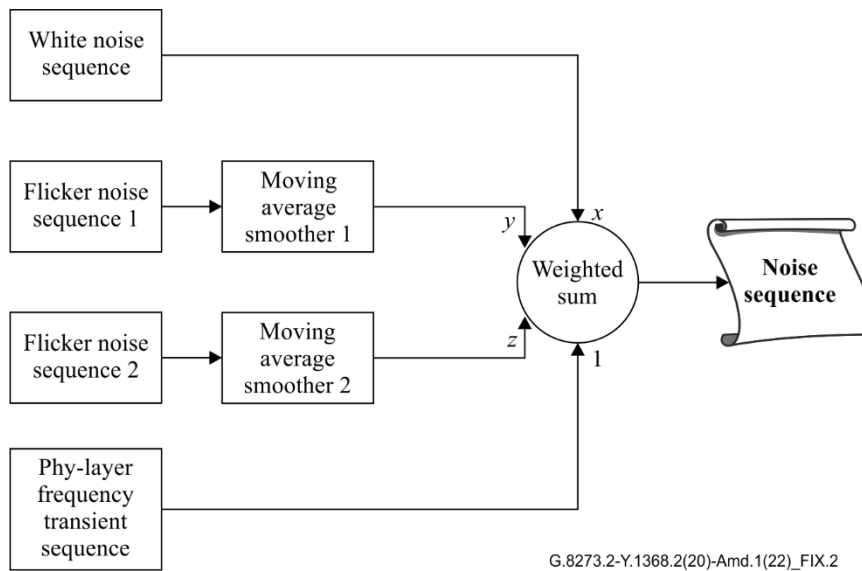 White noise
sequence
Flicker noise
sequence 1
Moving
average
smoother 1
y
x
Weighted
sum
Noise
sequence
Flicker noise
sequence 2
Moving
average
smoother 2
z
1
Phy-layer
frequency
transient
sequence
G.8273.2-Y.1368.2(20)-Amd.1(22)_FIX.2